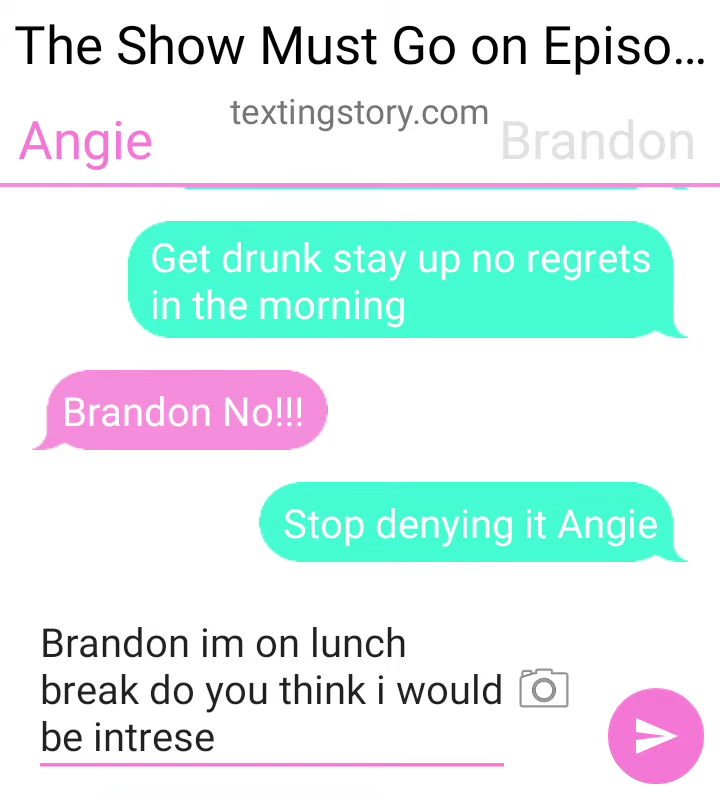 The Show Must Go on Episo...
textingstory.com
Angie
Brandon
Get drunk stay up no regrets
in the morning
Brandon No!!!
Stop denying it Angie
Brandon im on lunch
break do you think i would
be intrese